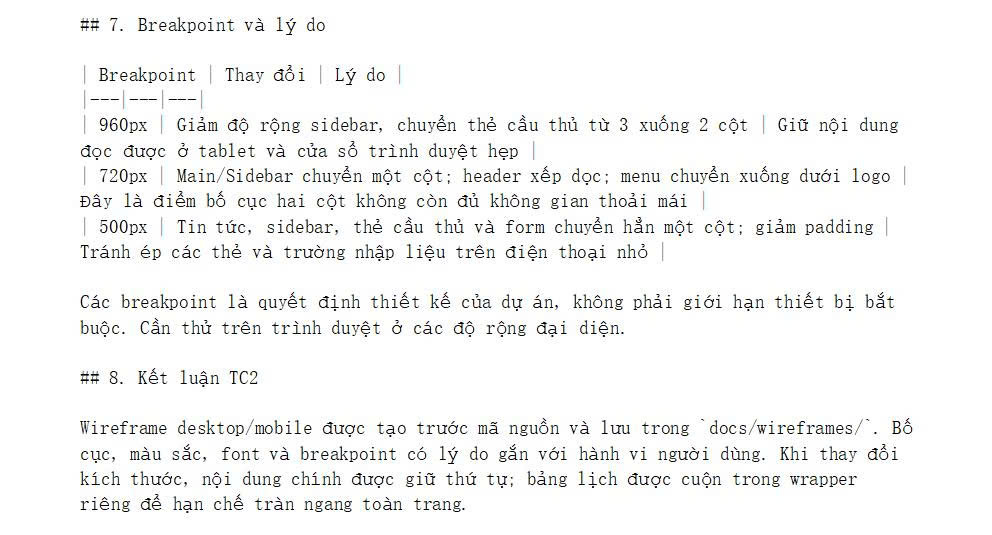 ## 7. Breakpoint và lý do
| Breakpoint | Thay đổi | Lý do |
|---|---|---|
| 960px | Giảm độ rộng sidebar, chuyển thẻ cầu thủ từ 3 xuống 2 cột | Giữ nội dung
đọc được ở tablet và cửa sổ trình duyệt hẹp |
| 720px | Main/Sidebar chuyển một cột; header xếp dọc; menu chuyển xuống dưới logo |
Đây là điểm bố cục hai cột không còn đủ không gian thoải mái |
| 500px | Tin tức, sidebar, thẻ cầu thủ và form chuyển hẳn một cột; giảm padding |
Tránh ép các thẻ và trường nhập liệu trên điện thoại nhỏ |
Các breakpoint là quyết định thiết kế của dự án, không phải giới hạn thiết bị bắt
buộc. Cần thử trên trình duyệt ở các độ rộng đại diện.
## 8. Kết luận TC2
Wireframe desktop/mobile được tạo trước mã nguồn và lưu trong `docs/wireframes/`. Bố
cục, màu sắc, font và breakpoint có lý do gắn với hành vi người dùng. Khi thay đổi
kích thước, nội dung chính được giữ thứ tự; bảng lịch được cuộn trong wrapper
riêng để hạn chế tràn ngang toàn trang.